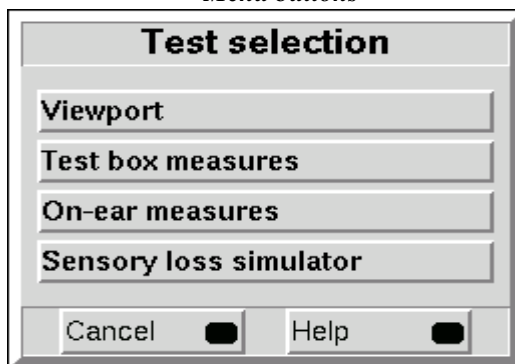 Test selection
Viewport
Test box measures
On-ear measures
Sensory loss simulator
Cancel Help